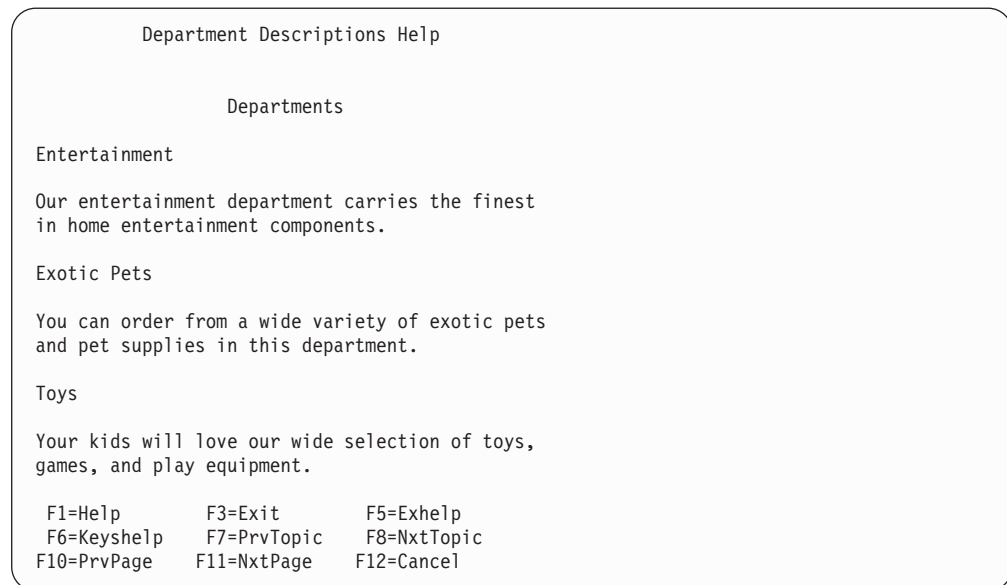 Department Descriptions Help
Departments
Entertainment
Our entertainment department carries the finest
in home entertainment components.
Exotic Pets
You can order from a wide variety of exotic pets
and pet supplies in this department.
Toys
Your kids will love our wide selection of toys,
games, and play equipment.
F1=Help F3=Exit F5=Exhelp
F6=Keyshelp F7=PrvTopic F8=NxtTopic
F10=PrvPage F11=NxtPage F12=Cancel